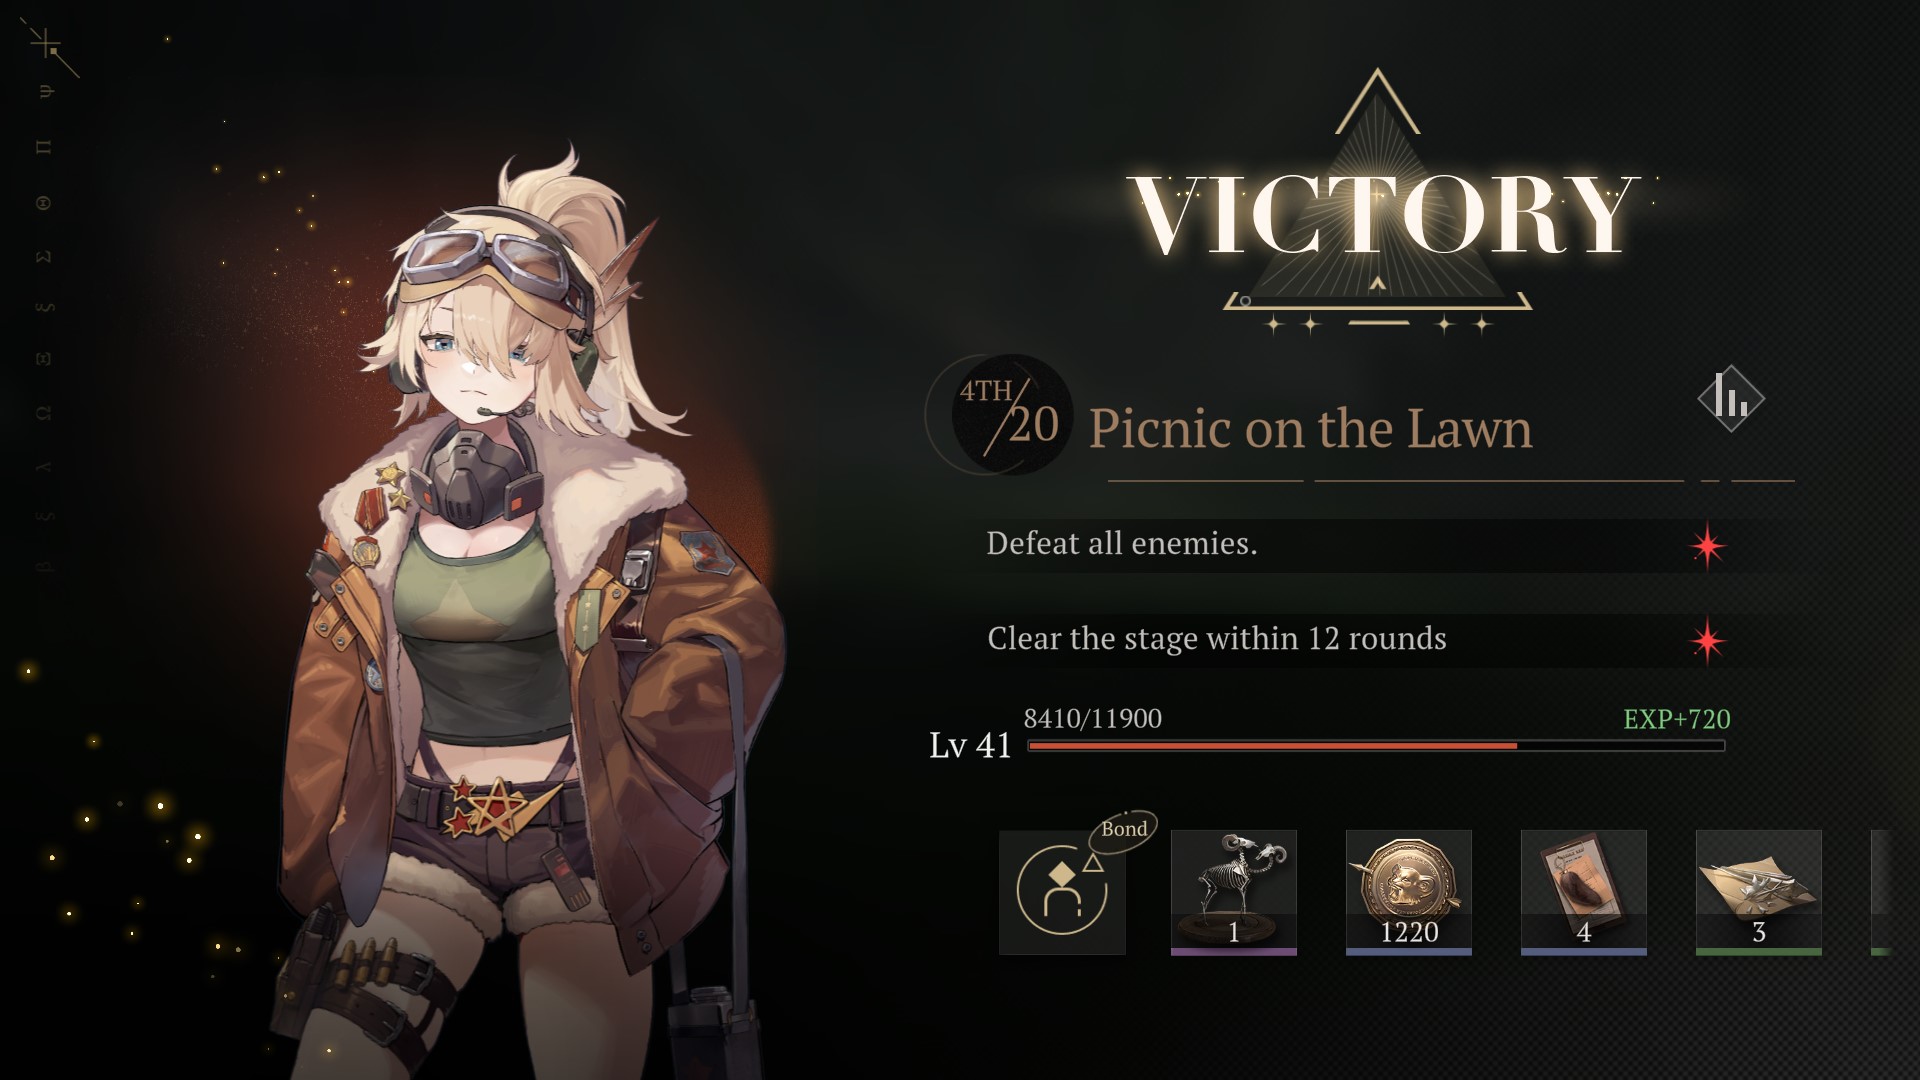 ψ
Π
Θ
Σ
ξ
Ξ
Ω
λ
ξ
β
VICTORY
4TH/20
Picnic on the Lawn
Defeat all enemies.
Clear the stage within 12 rounds
8410/11900
EXP+720
Lv 41
Bond
1
1220
4
3